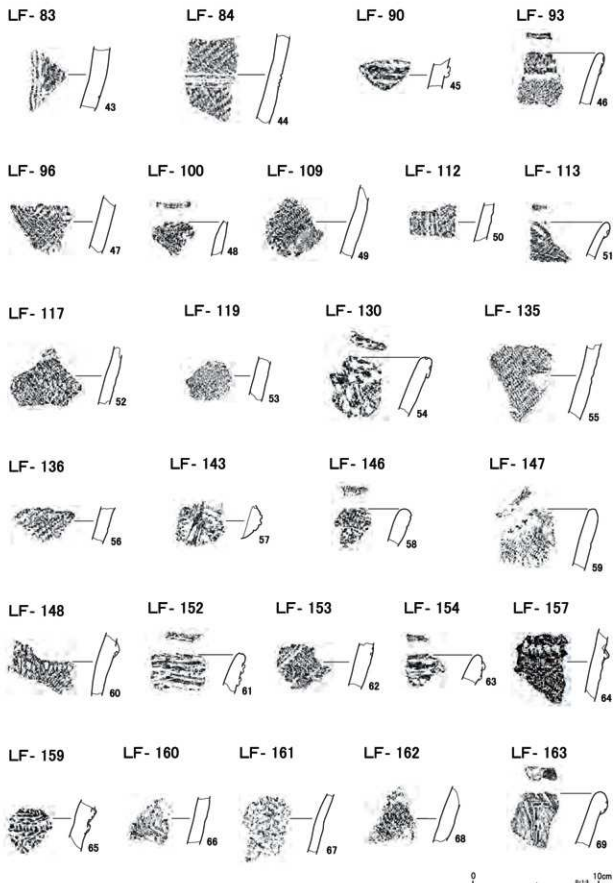 LF-83 LF-84 LF-90 LF-93
43 44 45 46
LF-96 LF-100 LF-109 LF-112 LF-113
47 48 49 50 51
LF-117 LF-119 LF-130 LF-135
52 53 54 55
LF-136 LF-143 LF-146 LF-147
56 57 58 59
LF-148 LF-152 LF-153 LF-154 LF-157
60 61 62 63 64
LF-159 LF-160 LF-161 LF-162 LF-163
65 66 67 68 69
0 10cm